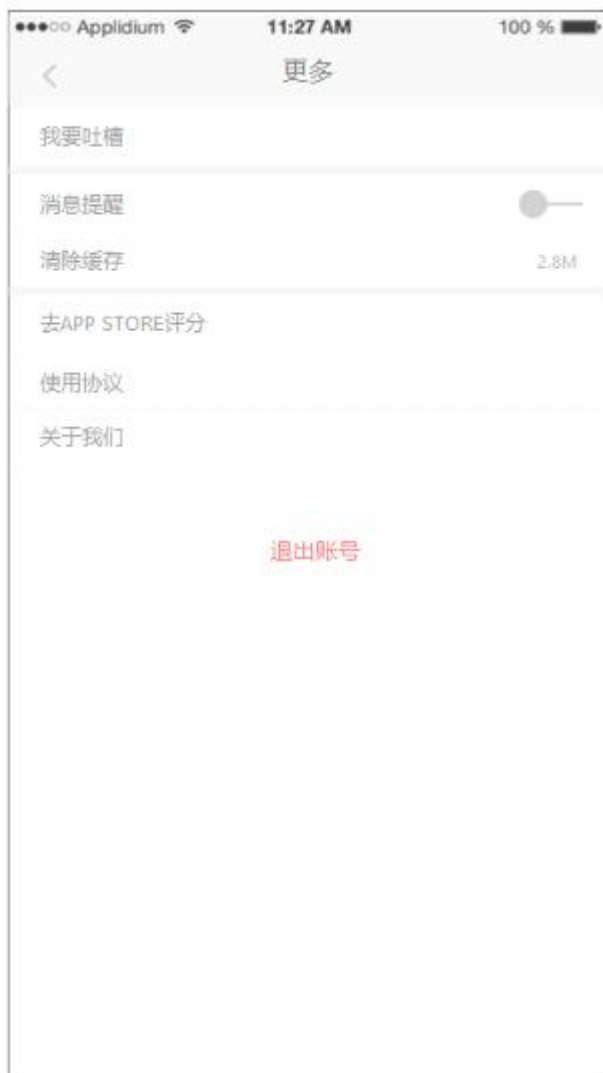 Applidium 11:27 AM 100 %
更多
我要吐槽
消息提醒
清除缓存 2.8M
去APP STORE评分
使用协议
关于我们
退出账号